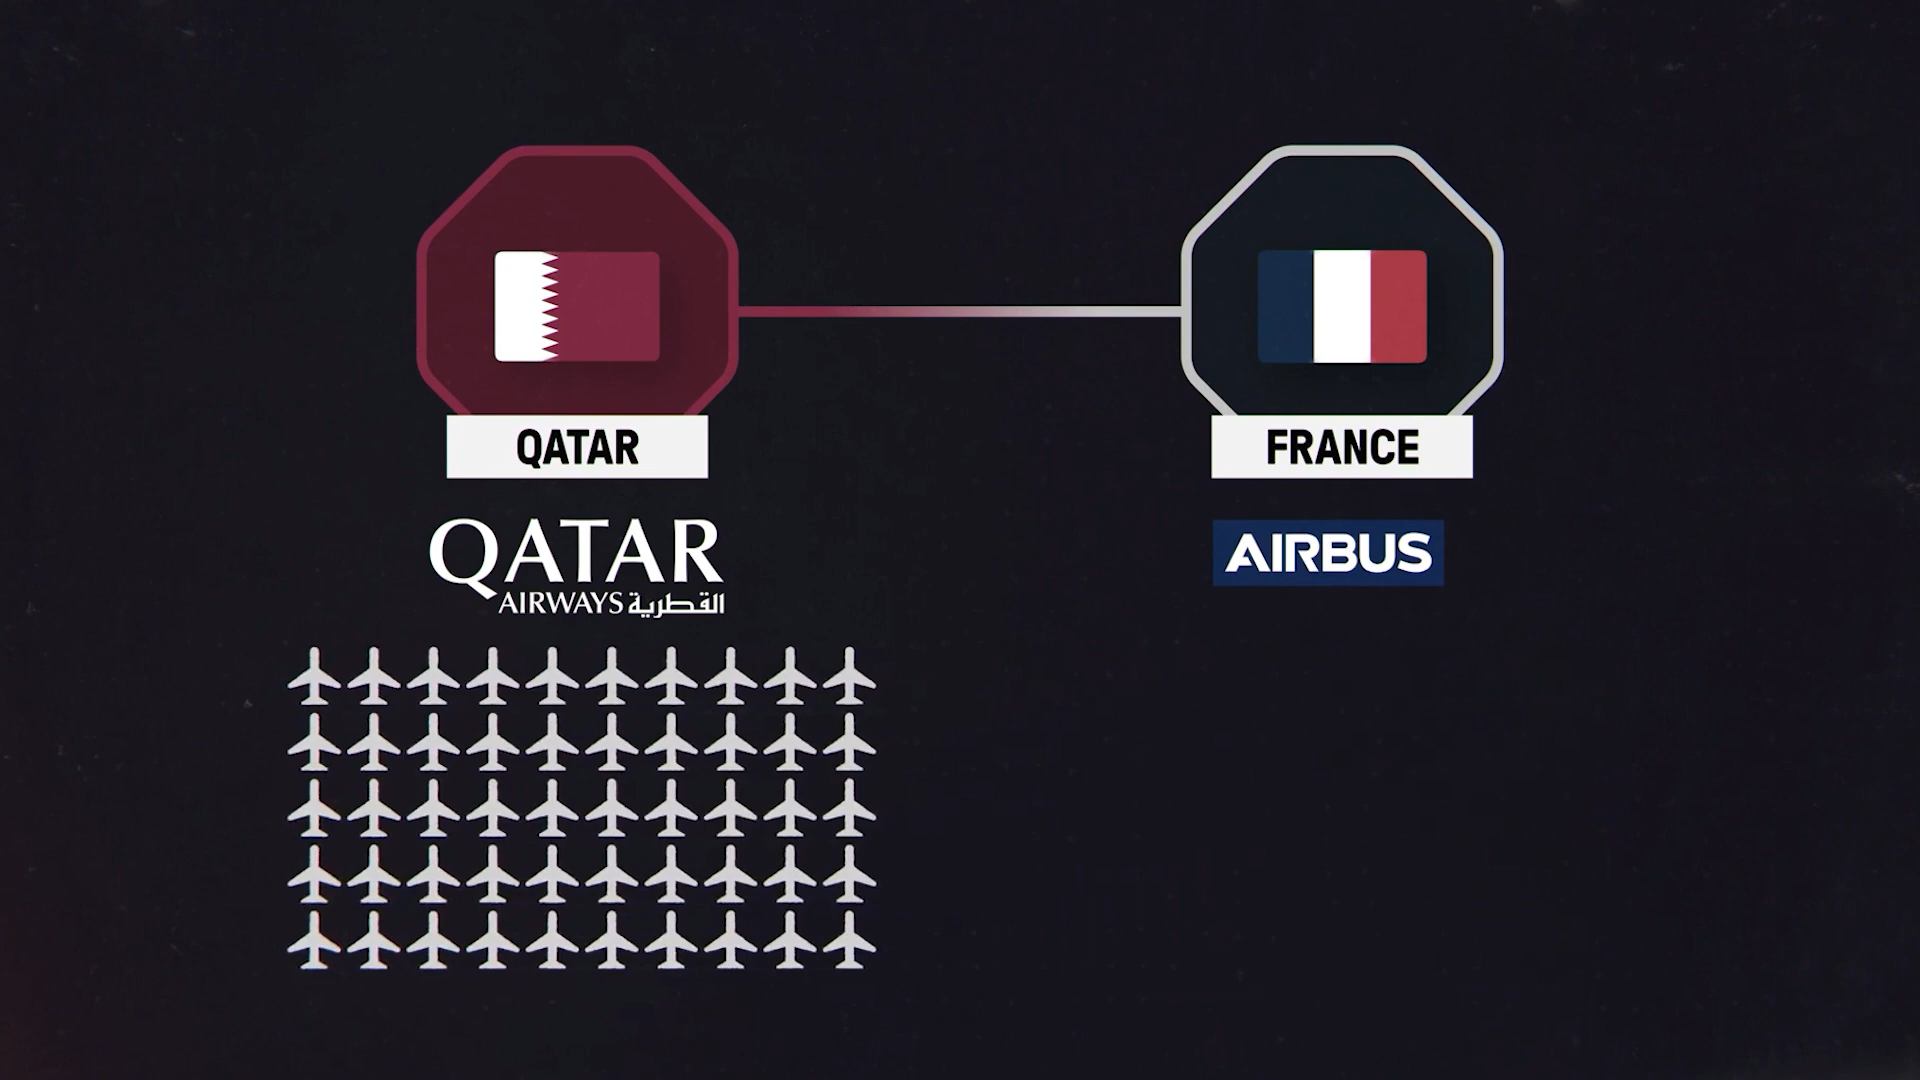 QATAR
FRANCE
QATAR
AIRWAYS القطرية
AIRBUS